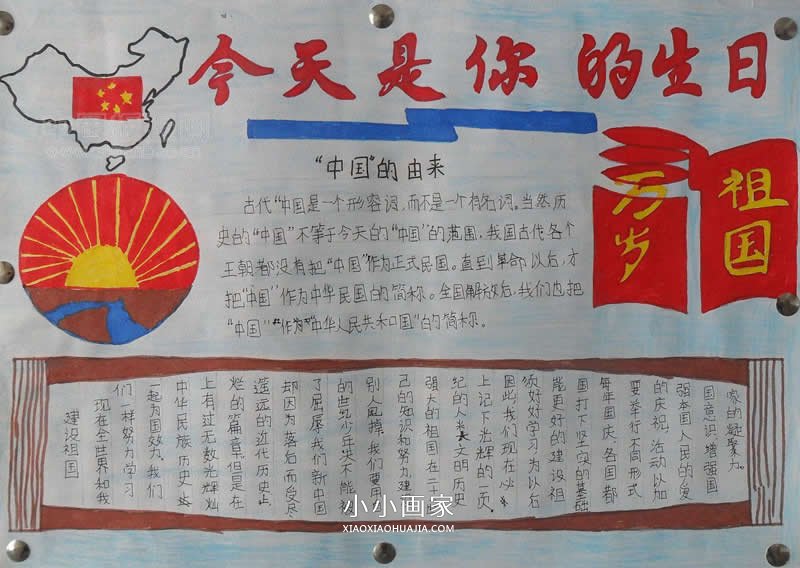 今天是你的生日
"中国"的由来
古代"中国是一个形容词,而不是一个有名词。当然历
史的"中国"不等于今天的"中国"的范围,我国古代各个
王朝都没有把"中国"作为正式民国。直到革命以后,才
把"中国"作为中华民国的简称。全国解放后,我们也把
"中国"作为"中华人民共和国"的简称。
祖国
万岁
建设祖国
现在全世界和我
们一样努力学习
一起为国效力,我们
中华民族历史
上有过无数光辉灿
烂的篇章但是在
遥远的近代历史上
却因为落后而受尽
了屈辱,我们新中国
的世纪少年决不能
别人 我们要用
己的知识和努力,建
强大的祖国在二十
纪的人类文明历史
上记下光辉的一页.
因此我们现在必
须好好学习为以后
能更好的建设祖
国打下坚实的基础
每年国庆,各国都
要举行不同形式
的庆祝活动以加
强本国人民的爱
国意识,增强国
家的凝聚力。
小小画家
XIAOXIAOHUAJIA.COM